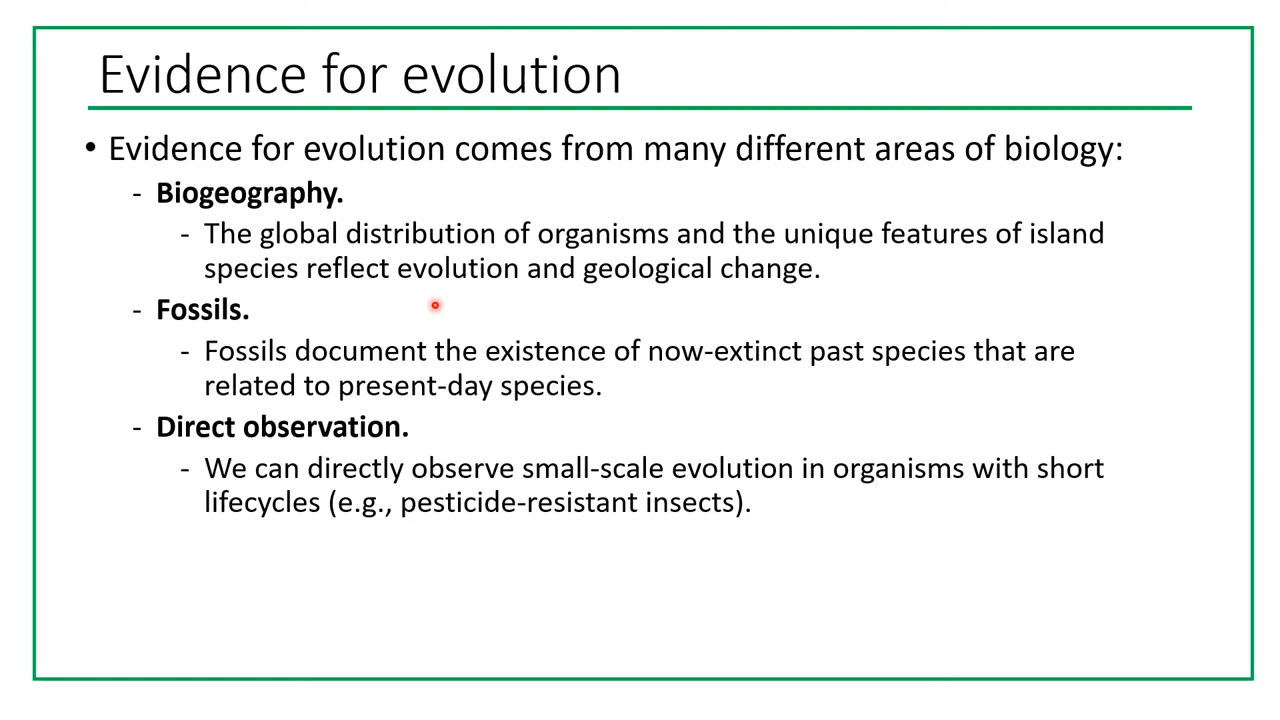 Evidence for evolution
• Evidence for evolution comes from many different areas of biology:
- Biogeography.
- The global distribution of organisms and the unique features of island
species reflect evolution and geological change.
- Fossils.
- Fossils document the existence of now-extinct past species that are
related to present-day species.
- Direct observation.
- We can directly observe small-scale evolution in organisms with short
lifecycles (e.g., pesticide-resistant insects).